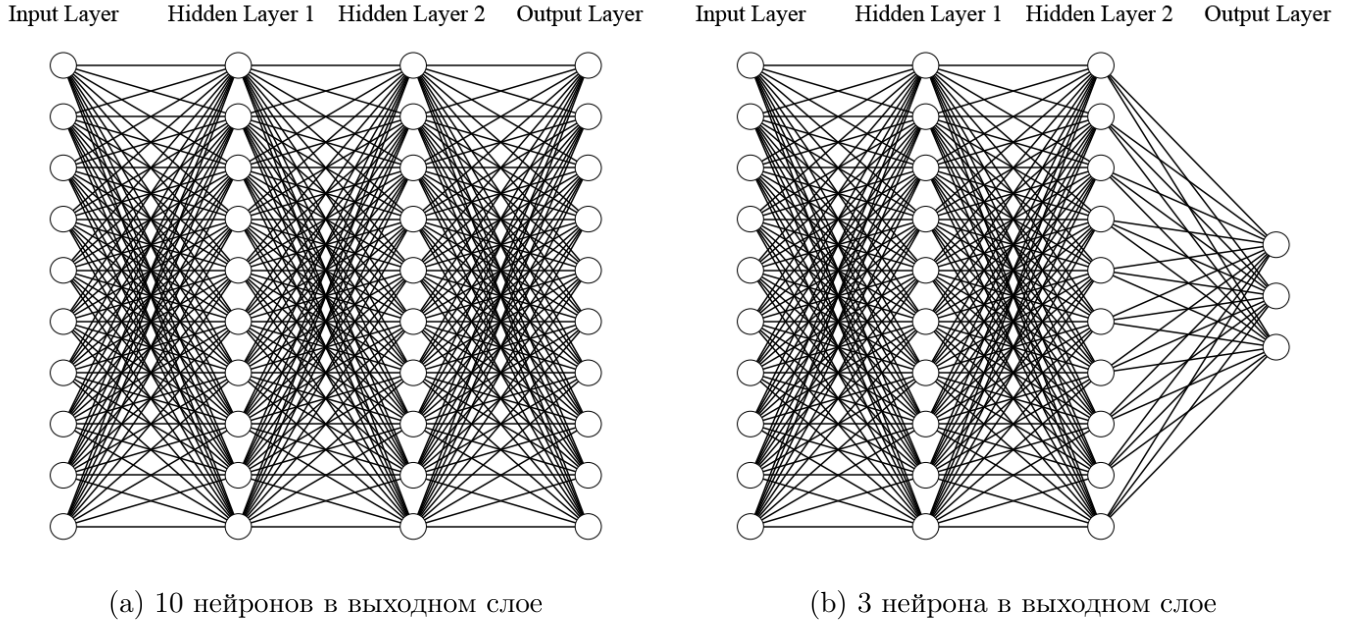 Input Layer Hidden Layer 1 Hidden Layer 2 Output Layer
Input Layer Hidden Layer 1 Hidden Layer 2 Output Layer
(a) 10 нейронов в выходном слое
(b) 3 нейрона в выходном слое